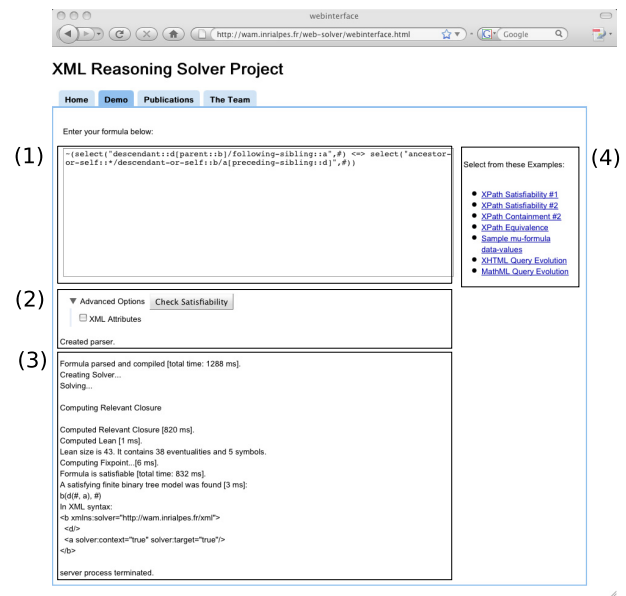 webinterface
http://wam.inrialpes.fr/web-solver/webinterface.html
G Google
XML Reasoning Solver Project
Home Demo Publications The Team
Enter your formula below:
(1)
~(select("descendant::d[parent::b]/following-sibling::a",#) <=> select("ancestor-
or-self::*/descendant-or-self::b/a[preceding-sibling::d]",#))
(4)
Select from these Examples:
XPath Satisfiability #1
XPath Satisfiability #2
XPath Containment #2
XPath Equivalence
Sample mu-formula
data-values
XHTML Query Evolution
MathML Query Evolution
(2)
Advanced Options Check Satisfiability
XML Attributes
Created parser.
(3)
Formula parsed and compiled [total time: 1288 ms].
Creating Solver...
Solving...
Computing Relevant Closure
Computed Relevant Closure [820 ms].
Computed Lean [1 ms].
Lean size is 43. It contains 38 eventualities and 5 symbols.
Computing Fixpoint...[6 ms].
Formula is satisfiable [total time: 832 ms].
A satisfying finite binary tree model was found [3 ms]:
b(d(#, a), #)
In XML syntax:
<b xmlns:solver="http://wam.inrialpes.fr/xml">
<d/>
<a solver:context="true" solver:target="true"/>
</b>
server process terminated.